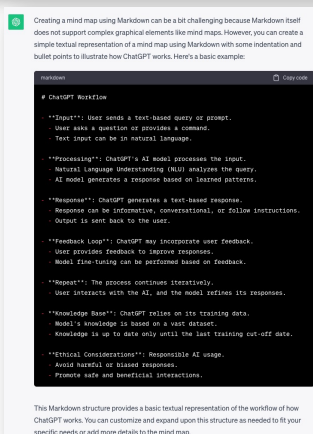 Creating a mind map using Markdown can be a bit challenging because Markdown itself
does not support complex graphical elements like mind maps. However, you can create a
simple textual representation of a mind map using Markdown with some indentation and
bullet points to illustrate how ChatGPT works. Here's a basic example:
markdown Copy code
# ChatGPT Workflow
- **Input**: User sends a text-based query or prompt.
- User asks a question or provides a command.
- Text input can be in natural language.
- **Processing**: ChatGPT's AI model processes the input.
- Natural Language Understanding (NLU) analyzes the query.
- AI model generates a response based on learned patterns.
- **Response**: ChatGPT generates a text-based response.
- Response can be informative, conversational, or follow instructions.
- Output is sent back to the user.
- **Feedback Loop**: ChatGPT may incorporate user feedback.
- User provides feedback to improve responses.
- Model fine-tuning can be performed based on feedback.
- **Repeat**: The process continues iteratively.
- User interacts with the AI, and the model refines its responses.
- **Knowledge Base**: ChatGPT relies on its training data.
- Model's knowledge is based on a vast dataset.
- Knowledge is up to date only until the last training cut-off date.
- **Ethical Considerations**: Responsible AI usage.
- Avoid harmful or biased responses.
- Promote safe and beneficial interactions.
This Markdown structure provides a basic textual representation of the workflow of how
ChatGPT works. You can customize and expand upon this structure as needed to fit your
specific needs or add more details to the mind map.